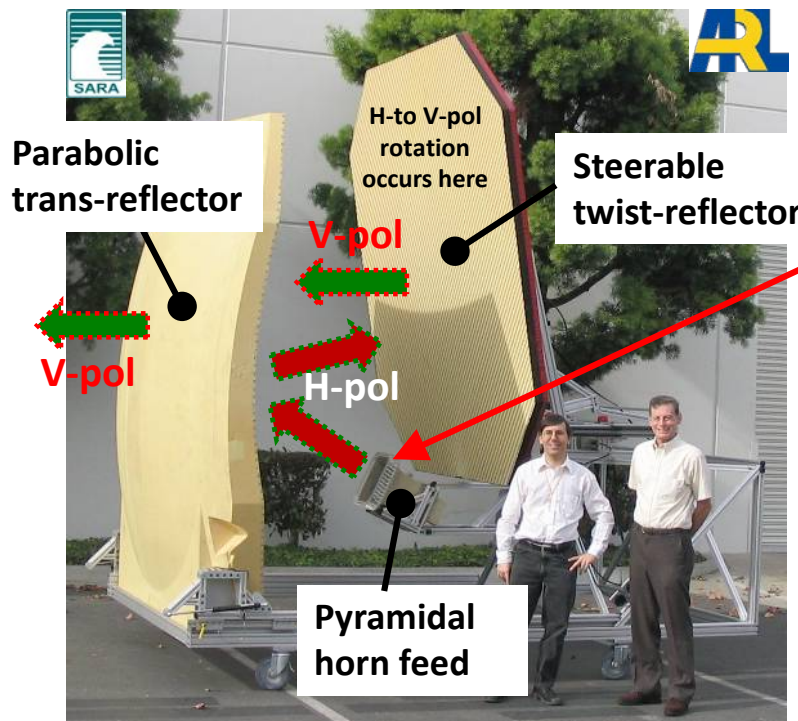 SARA
ARL
H-to V-pol
rotation
occurs here
Parabolic
trans-reflector
Steerable
twist-reflector
V-pol
V-pol
H-pol
Pyramidal
horn feed